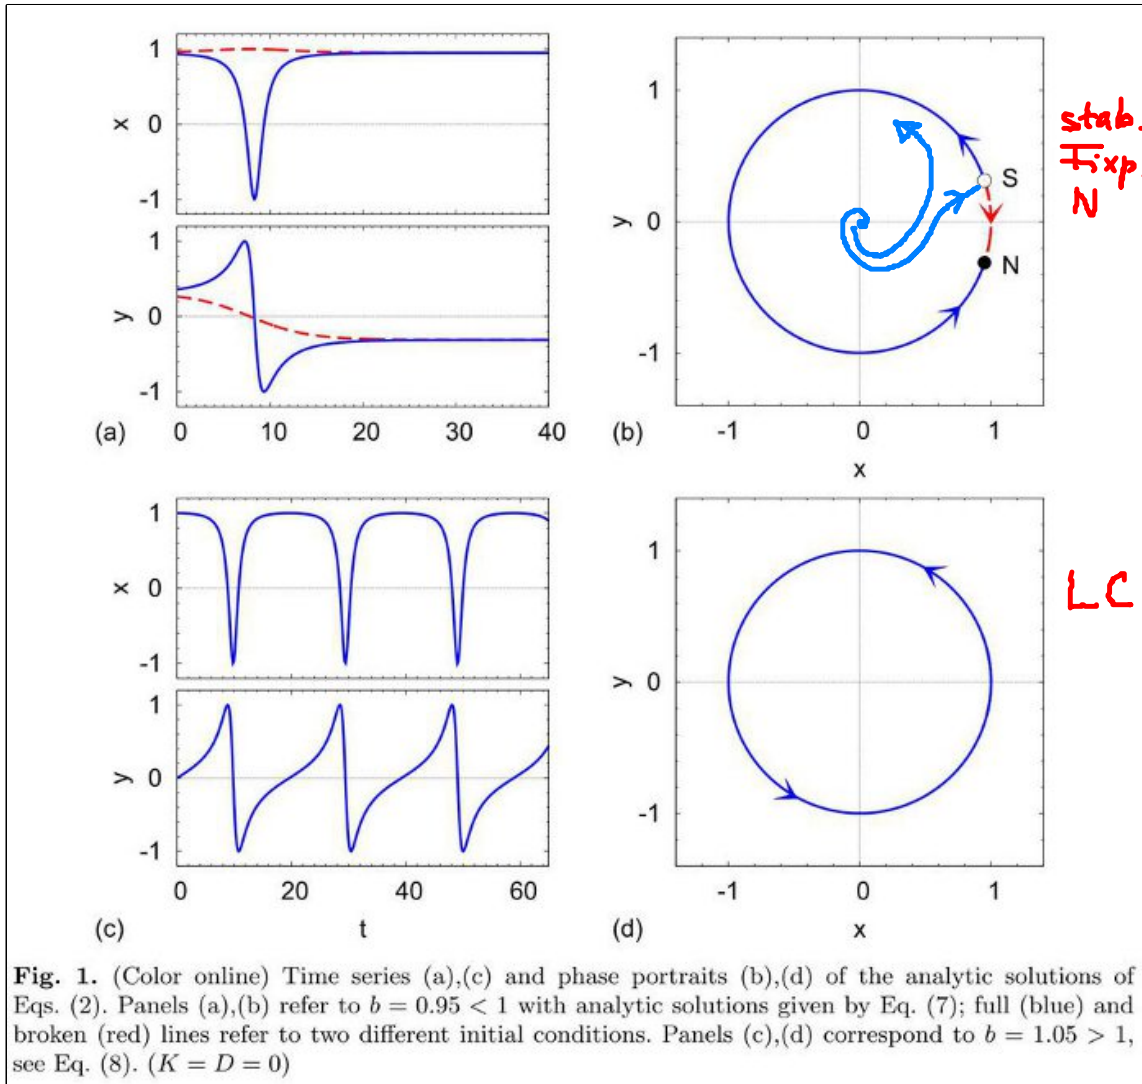 1
x 0
-1
1
y 0
-1
(a) 0 10 20 30 40
1
y 0
-1
S
N
(b) -1 0 1
x
stab.
Fixp.
N
1
x 0
-1
1
y 0
-1
0 20 40 60
(c) t
1
y 0
-1
-1 0 1
(d) x
LC
Fig. 1. (Color online) Time series (a),(c) and phase portraits (b),(d) of the analytic solutions of
Eqs. (2). Panels (a),(b) refer to b = 0.95 < 1 with analytic solutions given by Eq. (7); full (blue) and
broken (red) lines refer to two different initial conditions. Panels (c),(d) correspond to b = 1.05 > 1,
see Eq. (8). (K = D = 0)